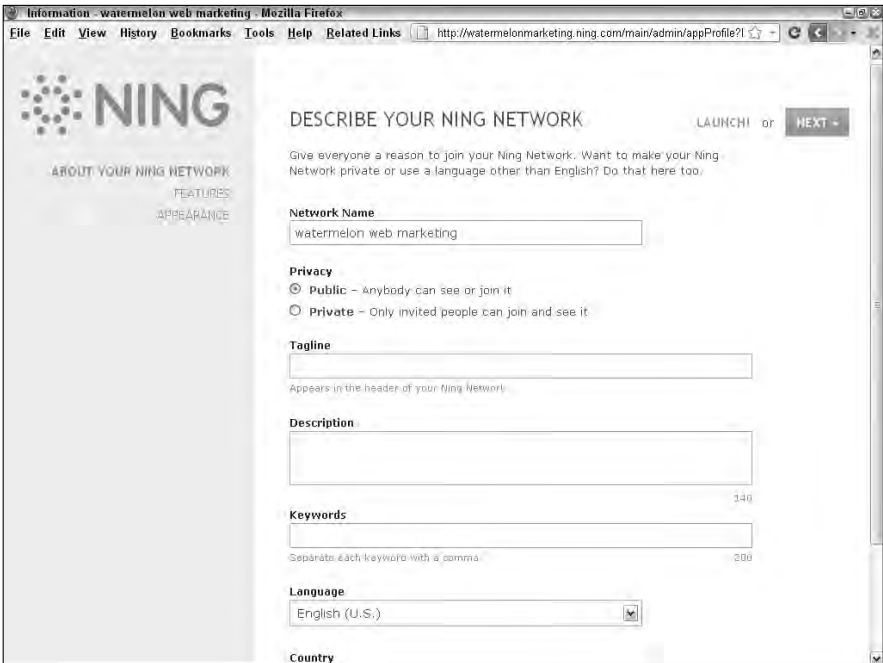 Information - watermelon web marketing - Mozilla Firefox
File Edit View History Bookmarks Tools Help Related Links http://watermelonmarketing.ning.com/main/admin/appProfile?l
NING
ABOUT YOUR NING NETWORK
FEATURES
APPEARANCE
DESCRIBE YOUR NING NETWORK
LAUNCH! or NEXT
Give everyone a reason to join your Ning Network. Want to make your Ning
Network private or use a language other than English? Do that here too.
Network Name
watermelon web marketing
Privacy
Public – Anybody can see or join it
Private – Only invited people can join and see it
Tagline
Appears in the header of your Ning Network
Description
140
Keywords
Separate each keyword with a comma
200
Language
English (U.S.)
Country